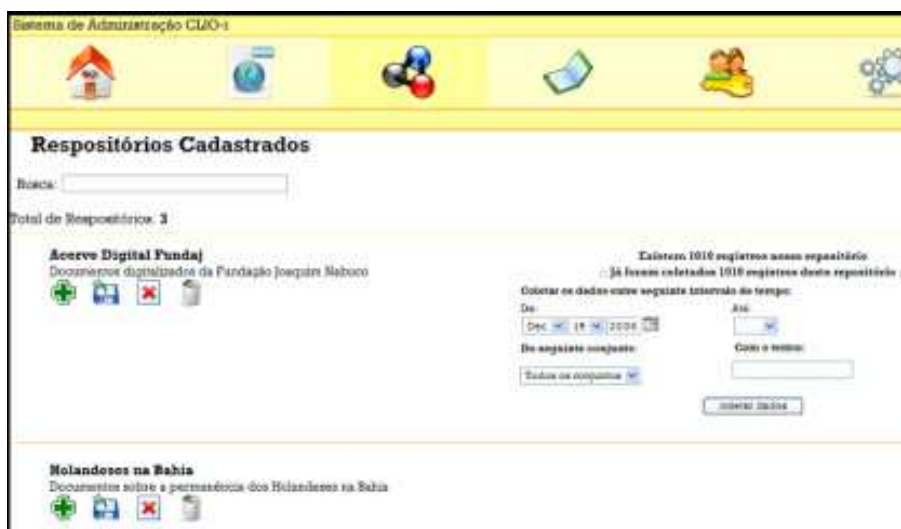 Sistema de Administração CLIO-i
Respositórios Cadastrados
Busca:
Total de Respositórios: 3
Acervo Digital Fundaj
Documentos digitalizados da Fundação Joaquim Nabuco
Existem 1010 registros nesse repositório
:: Já foram coletados 1010 registros deste repositório
Coletar os dados entre seguinte intervalo de tempo:
De: Até:
Dec 19 2006
Do seguinte conjunto: Com o termo:
Todos os conjuntos
Coletar Dados
Holandeses na Bahia
Documentos sobre a permanência dos Holandeses na Bahia